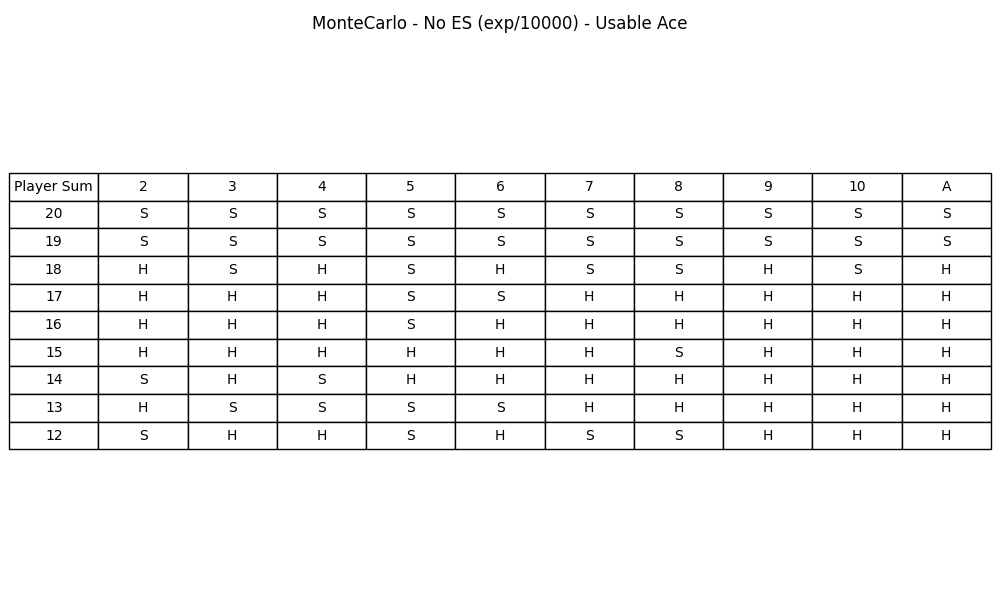 MonteCarlo - No ES (exp/10000) - Usable Ace
Player Sum 2 3 4 5 6 7 8 9 10 A
20 S S S S S S S S S S
19 S S S S S S S S S S
18 H S H S H S S H S H
17 H H H S S H H H H H
16 H H H S H H H H H H
15 H H H H H H S H H H
14 S H S H H H H H H H
13 H S S S S H H H H H
12 S H H S H S S H H H